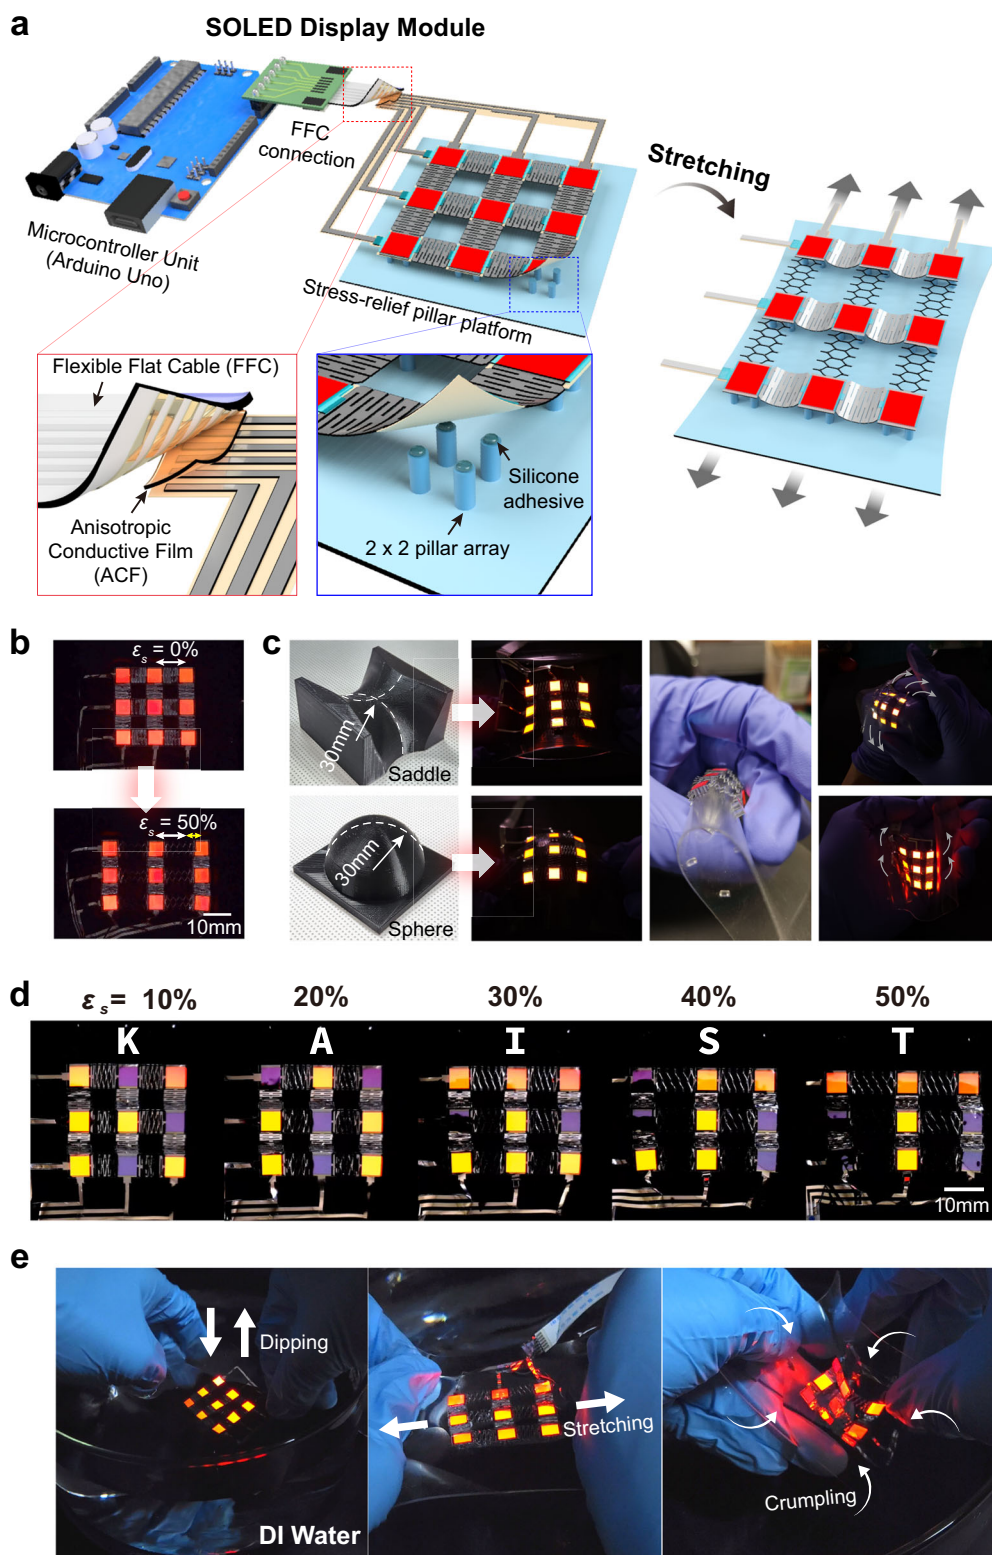 a
SOLED Display Module
FFC
connection
Microcontroller Unit
(Arduino Uno)
Stress-relief pillar platform
Stretching
Flexible Flat Cable (FFC)
Anisotropic
Conductive Film
(ACF)
Silicone
adhesive
2 x 2 pillar array
b
εs = 0%
εs = 50%
10mm
c
30mm
Saddle
30mm
Sphere
d
εs = 10%
20%
30%
40%
50%
K
A
I
S
T
10mm
e
Dipping
DI Water
Stretching
Crumpling